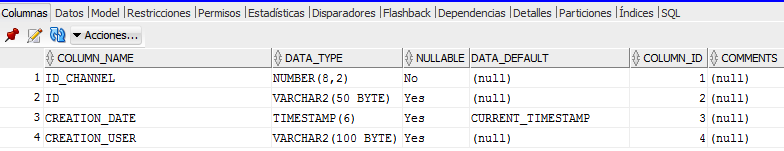 Columnas Datos Model Restricciones Permisos Estadísticas Disparadores Flashback Dependencias Detalles Particiones Índices SQL
Acciones...
COLUMN_NAME DATA_TYPE NULLABLE DATA_DEFAULT COLUMN_ID COMMENTS
1 ID_CHANNEL NUMBER(8,2) No (null) 1 (null)
2 ID VARCHAR2(50 BYTE) Yes (null) 2 (null)
3 CREATION_DATE TIMESTAMP(6) Yes CURRENT_TIMESTAMP 3 (null)
4 CREATION_USER VARCHAR2(100 BYTE) Yes (null) 4 (null)